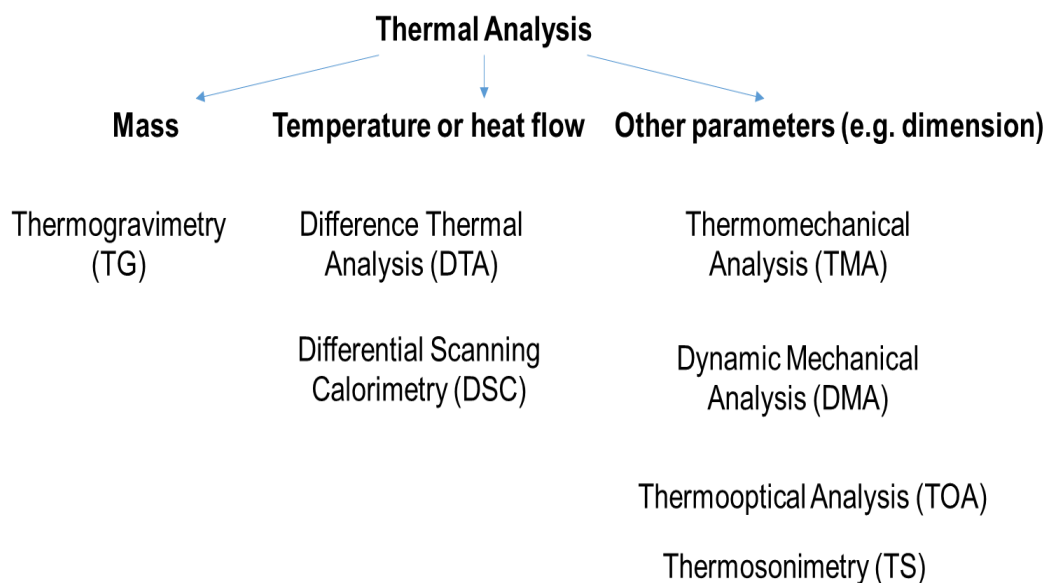 Thermal Analysis
Mass
Temperature or heat flow
Other parameters (e.g. dimension)
Thermogravimetry
(TG)
Difference Thermal
Analysis (DTA)
Differential Scanning
Calorimetry (DSC)
Thermomechanical
Analysis (TMA)
Dynamic Mechanical
Analysis (DMA)
Thermooptical Analysis (TOA)
Thermosonimetry (TS)